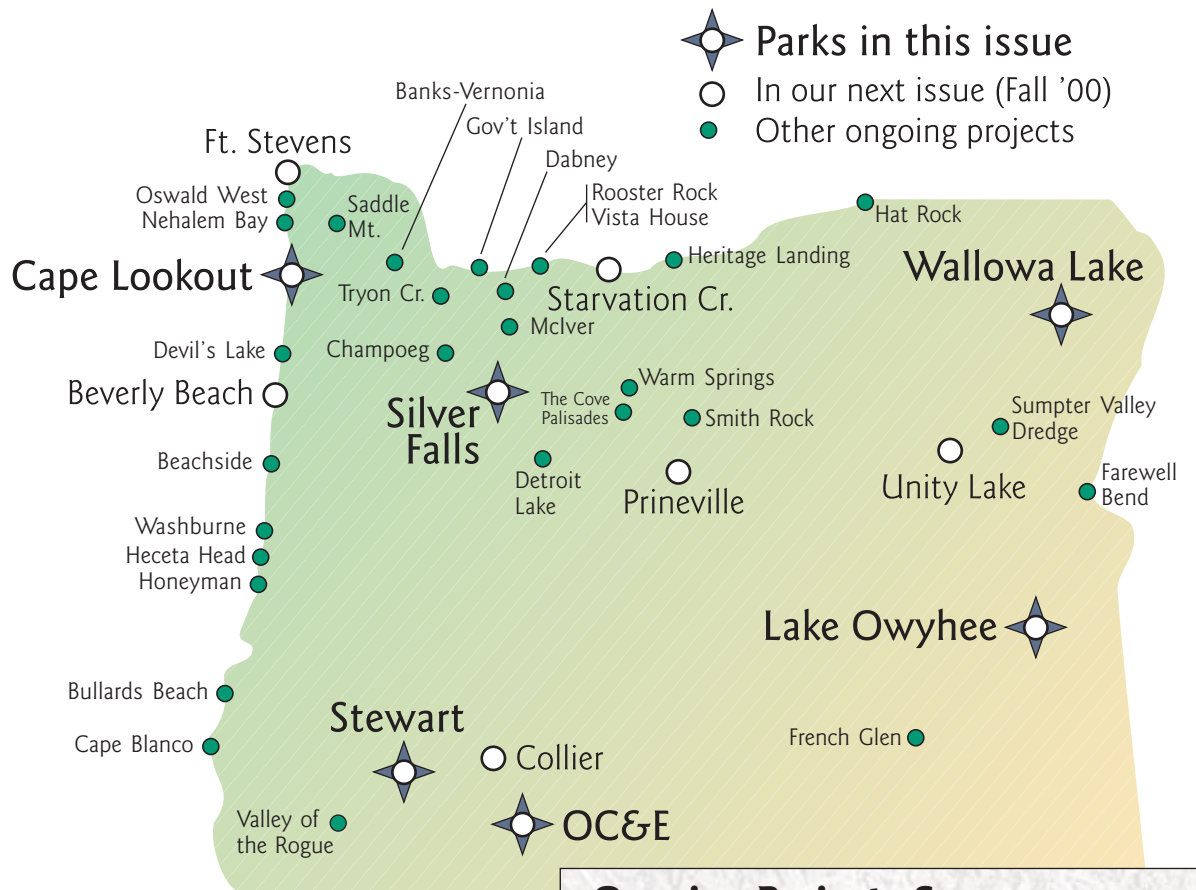 Parks in this issue
In our next issue (Fall ’00)
Other ongoing projects
Banks-Vernonia
Gov’t Island
Dabney
Rooster Rock
Vista House
Ft. Stevens
Oswald West
Nehalem Bay
Saddle
Mt.
Hat Rock
Heritage Landing
Cape Lookout
Wallowa Lake
Tryon Cr.
Starvation Cr.
McIver
Devil’s Lake
Champoeg
Beverly Beach
Silver
Falls
Warm Springs
The Cove
Palisades
Smith Rock
Sumpter Valley
Dredge
Beachside
Detroit
Lake
Prineville
Unity Lake
Farewell
Bend
Washburne
Heceta Head
Honeyman
Lake Owyhee
Bullards Beach
Stewart
Cape Blanco
Collier
French Glen
Valley of
the Rogue
OC&E